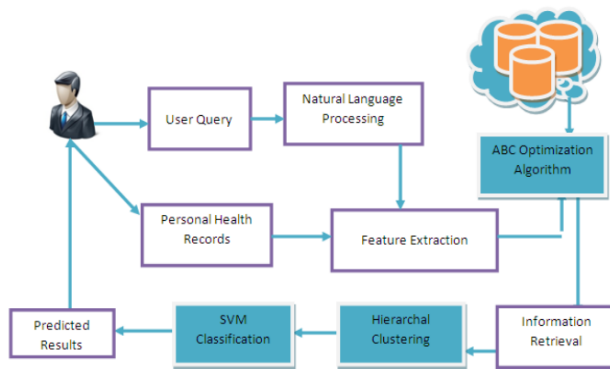 User Query
Natural Language
Processing
ABC Optimization
Algorithm
Personal Health
Records
Feature Extraction
Predicted
Results
SVM
Classification
Hierarchal
Clustering
Information
Retrieval